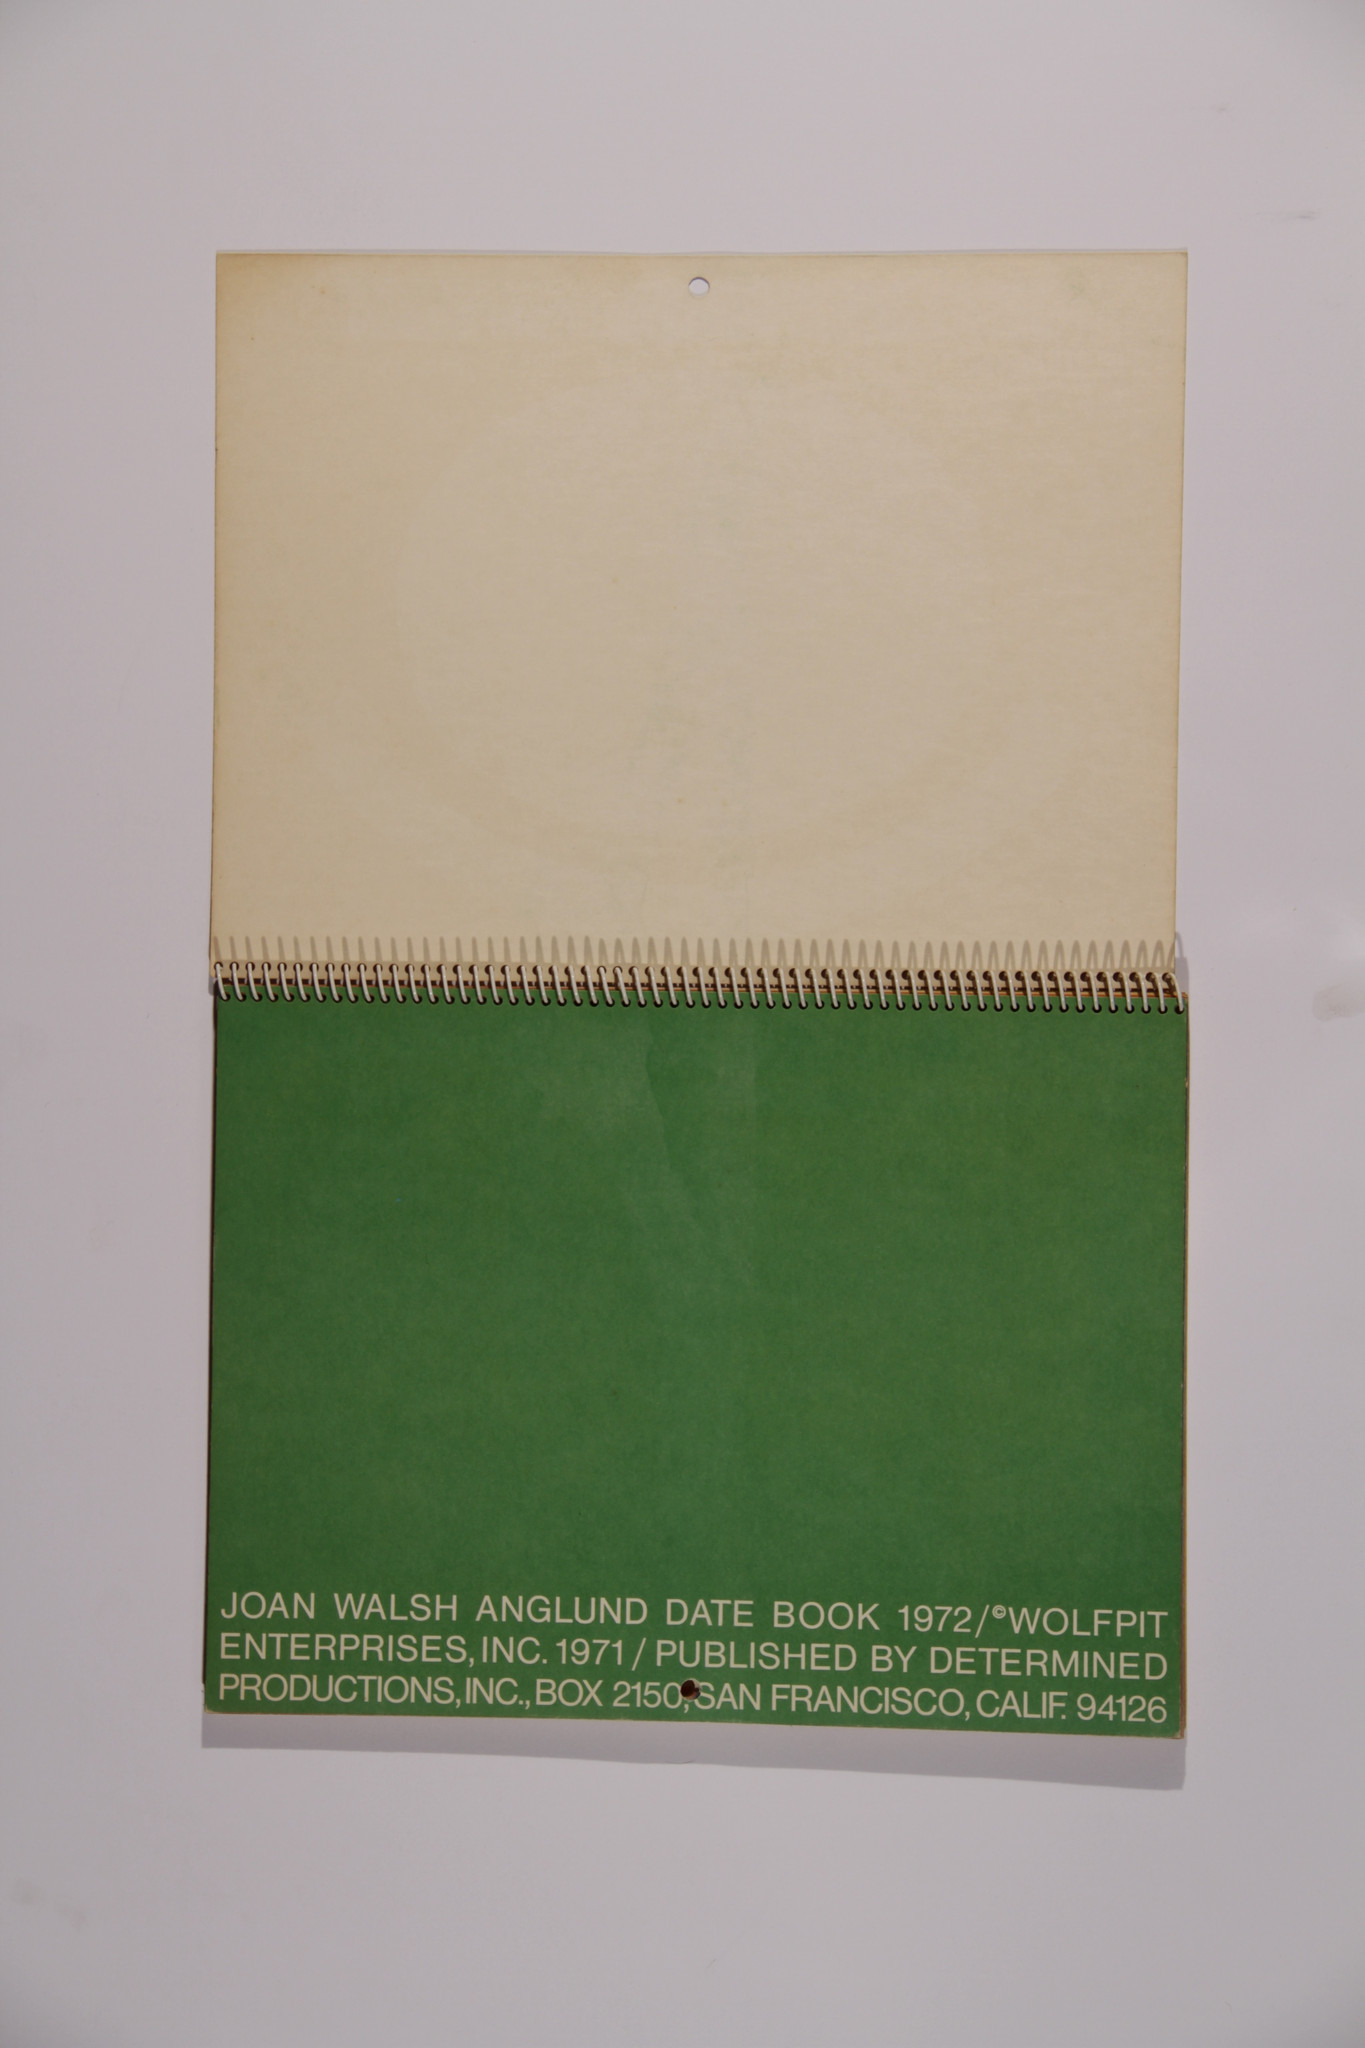 JOAN WALSH ANGLUND DATE BOOK 1972/©WOLFPIT
ENTERPRISES, INC. 1971 / PUBLISHED BY DETERMINED
PRODUCTIONS, INC., BOX 2150, SAN FRANCISCO, CALIF. 94126